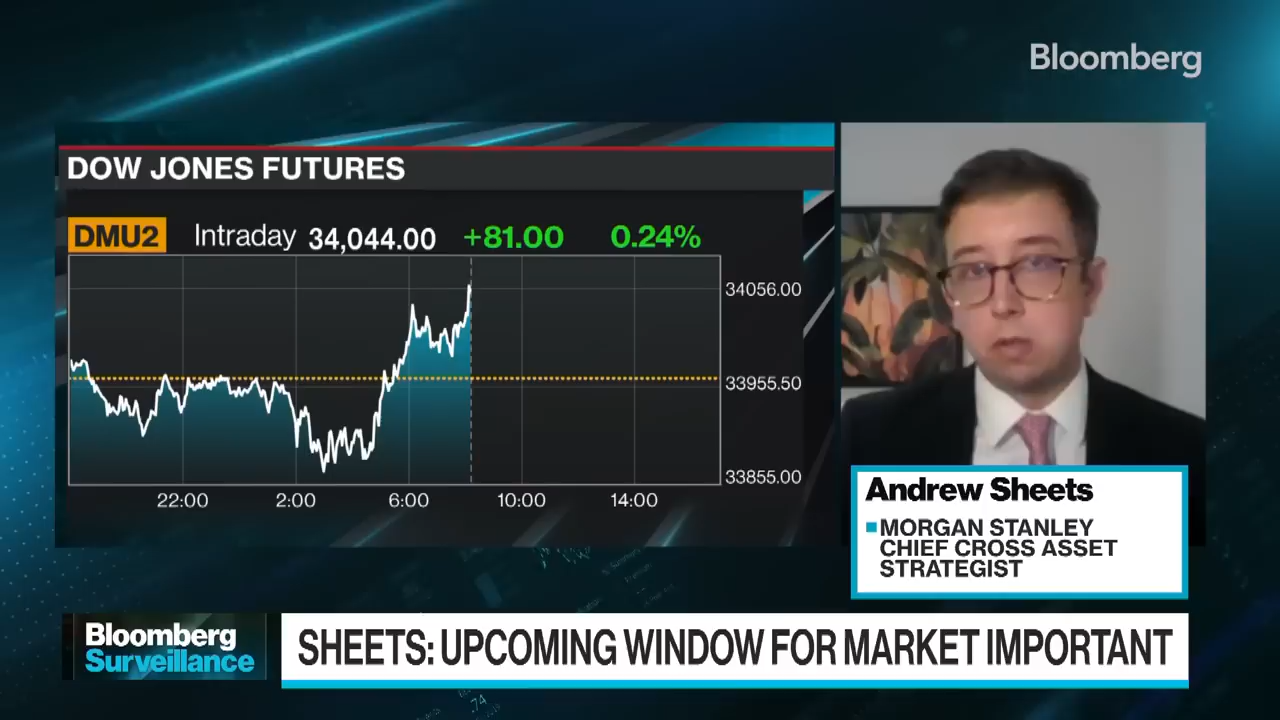 Bloomberg
DOW JONES FUTURES
DMU2 Intraday 34,044.00 +81.00 0.24%
34056.00
33955.50
33855.00
22:00 2:00 6:00 10:00 14:00
Andrew Sheets
MORGAN STANLEY
CHIEF CROSS ASSET
STRATEGIST
Bloomberg
Surveillance
SHEETS: UPCOMING WINDOW FOR MARKET IMPORTANT
.74